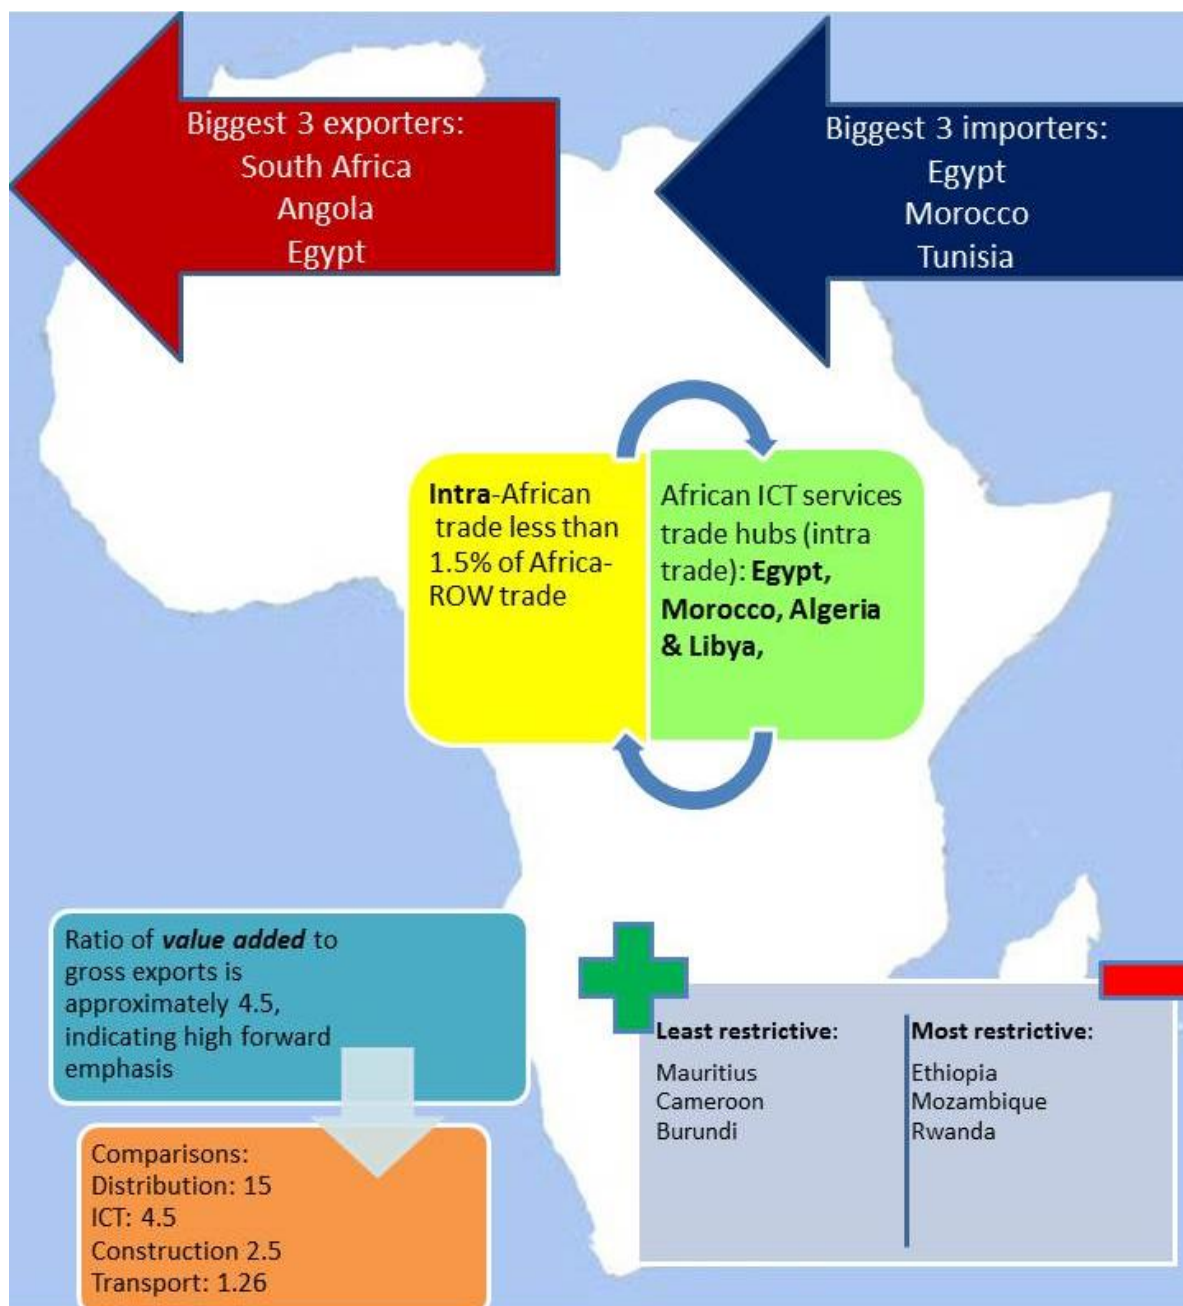 Biggest 3 exporters:
South Africa
Angola
Egypt
Biggest 3 importers:
Egypt
Morocco
Tunisia
Intra-African
trade less than
1.5% of Africa-
ROW trade
African ICT services
trade hubs (intra
trade): Egypt,
Morocco, Algeria
& Libya,
Ratio of value added to
gross exports is
approximately 4.5,
indicating high forward
emphasis
Comparisons:
Distribution: 15
ICT: 4.5
Construction 2.5
Transport: 1.26
Least restrictive:
Mauritius
Cameroon
Burundi
Most restrictive:
Ethiopia
Mozambique
Rwanda